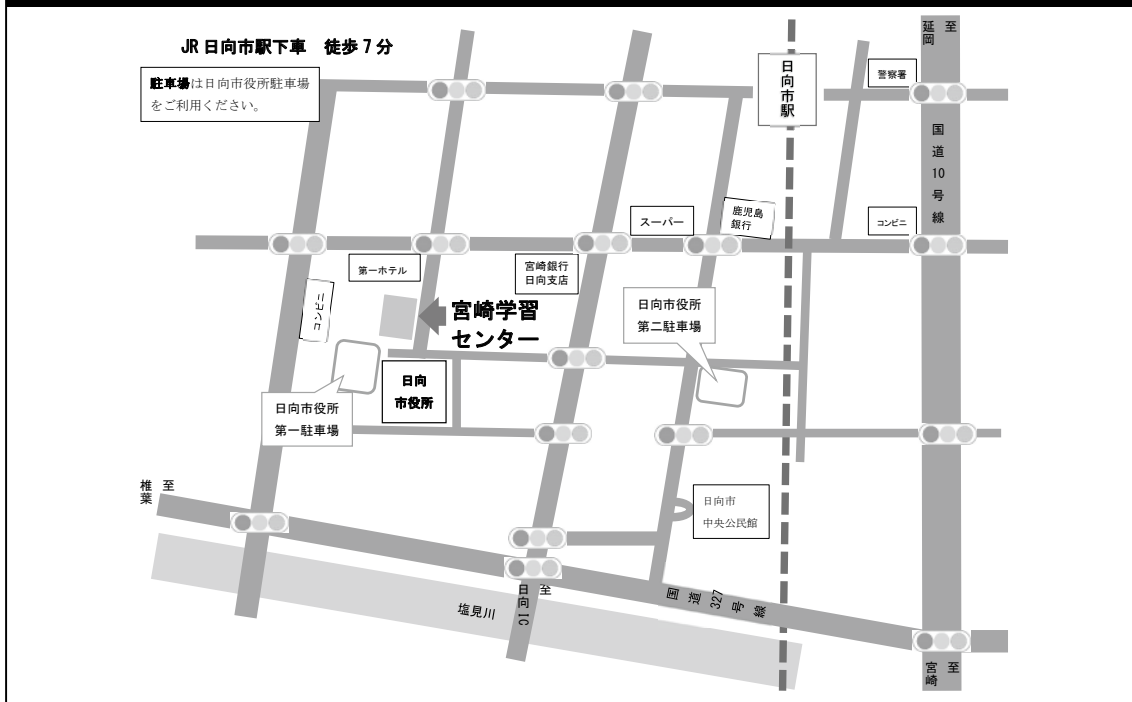 JR 日向市駅下車　徒歩 7 分
駐車場は日向市役所駐車場
をご利用ください。
日向市駅
至
延岡
警察署
国道10号線
スーパー
鹿児島
銀行
コンビニ
第一ホテル
宮崎銀行
日向支店
コンビニ
宮崎学習
センター
日向市役所
第二駐車場
日向
市役所
日向市役所
第一駐車場
至
椎葉
日向市
中央公民館
塩見川
至
日向 IC
国道 327 号線
至
宮崎